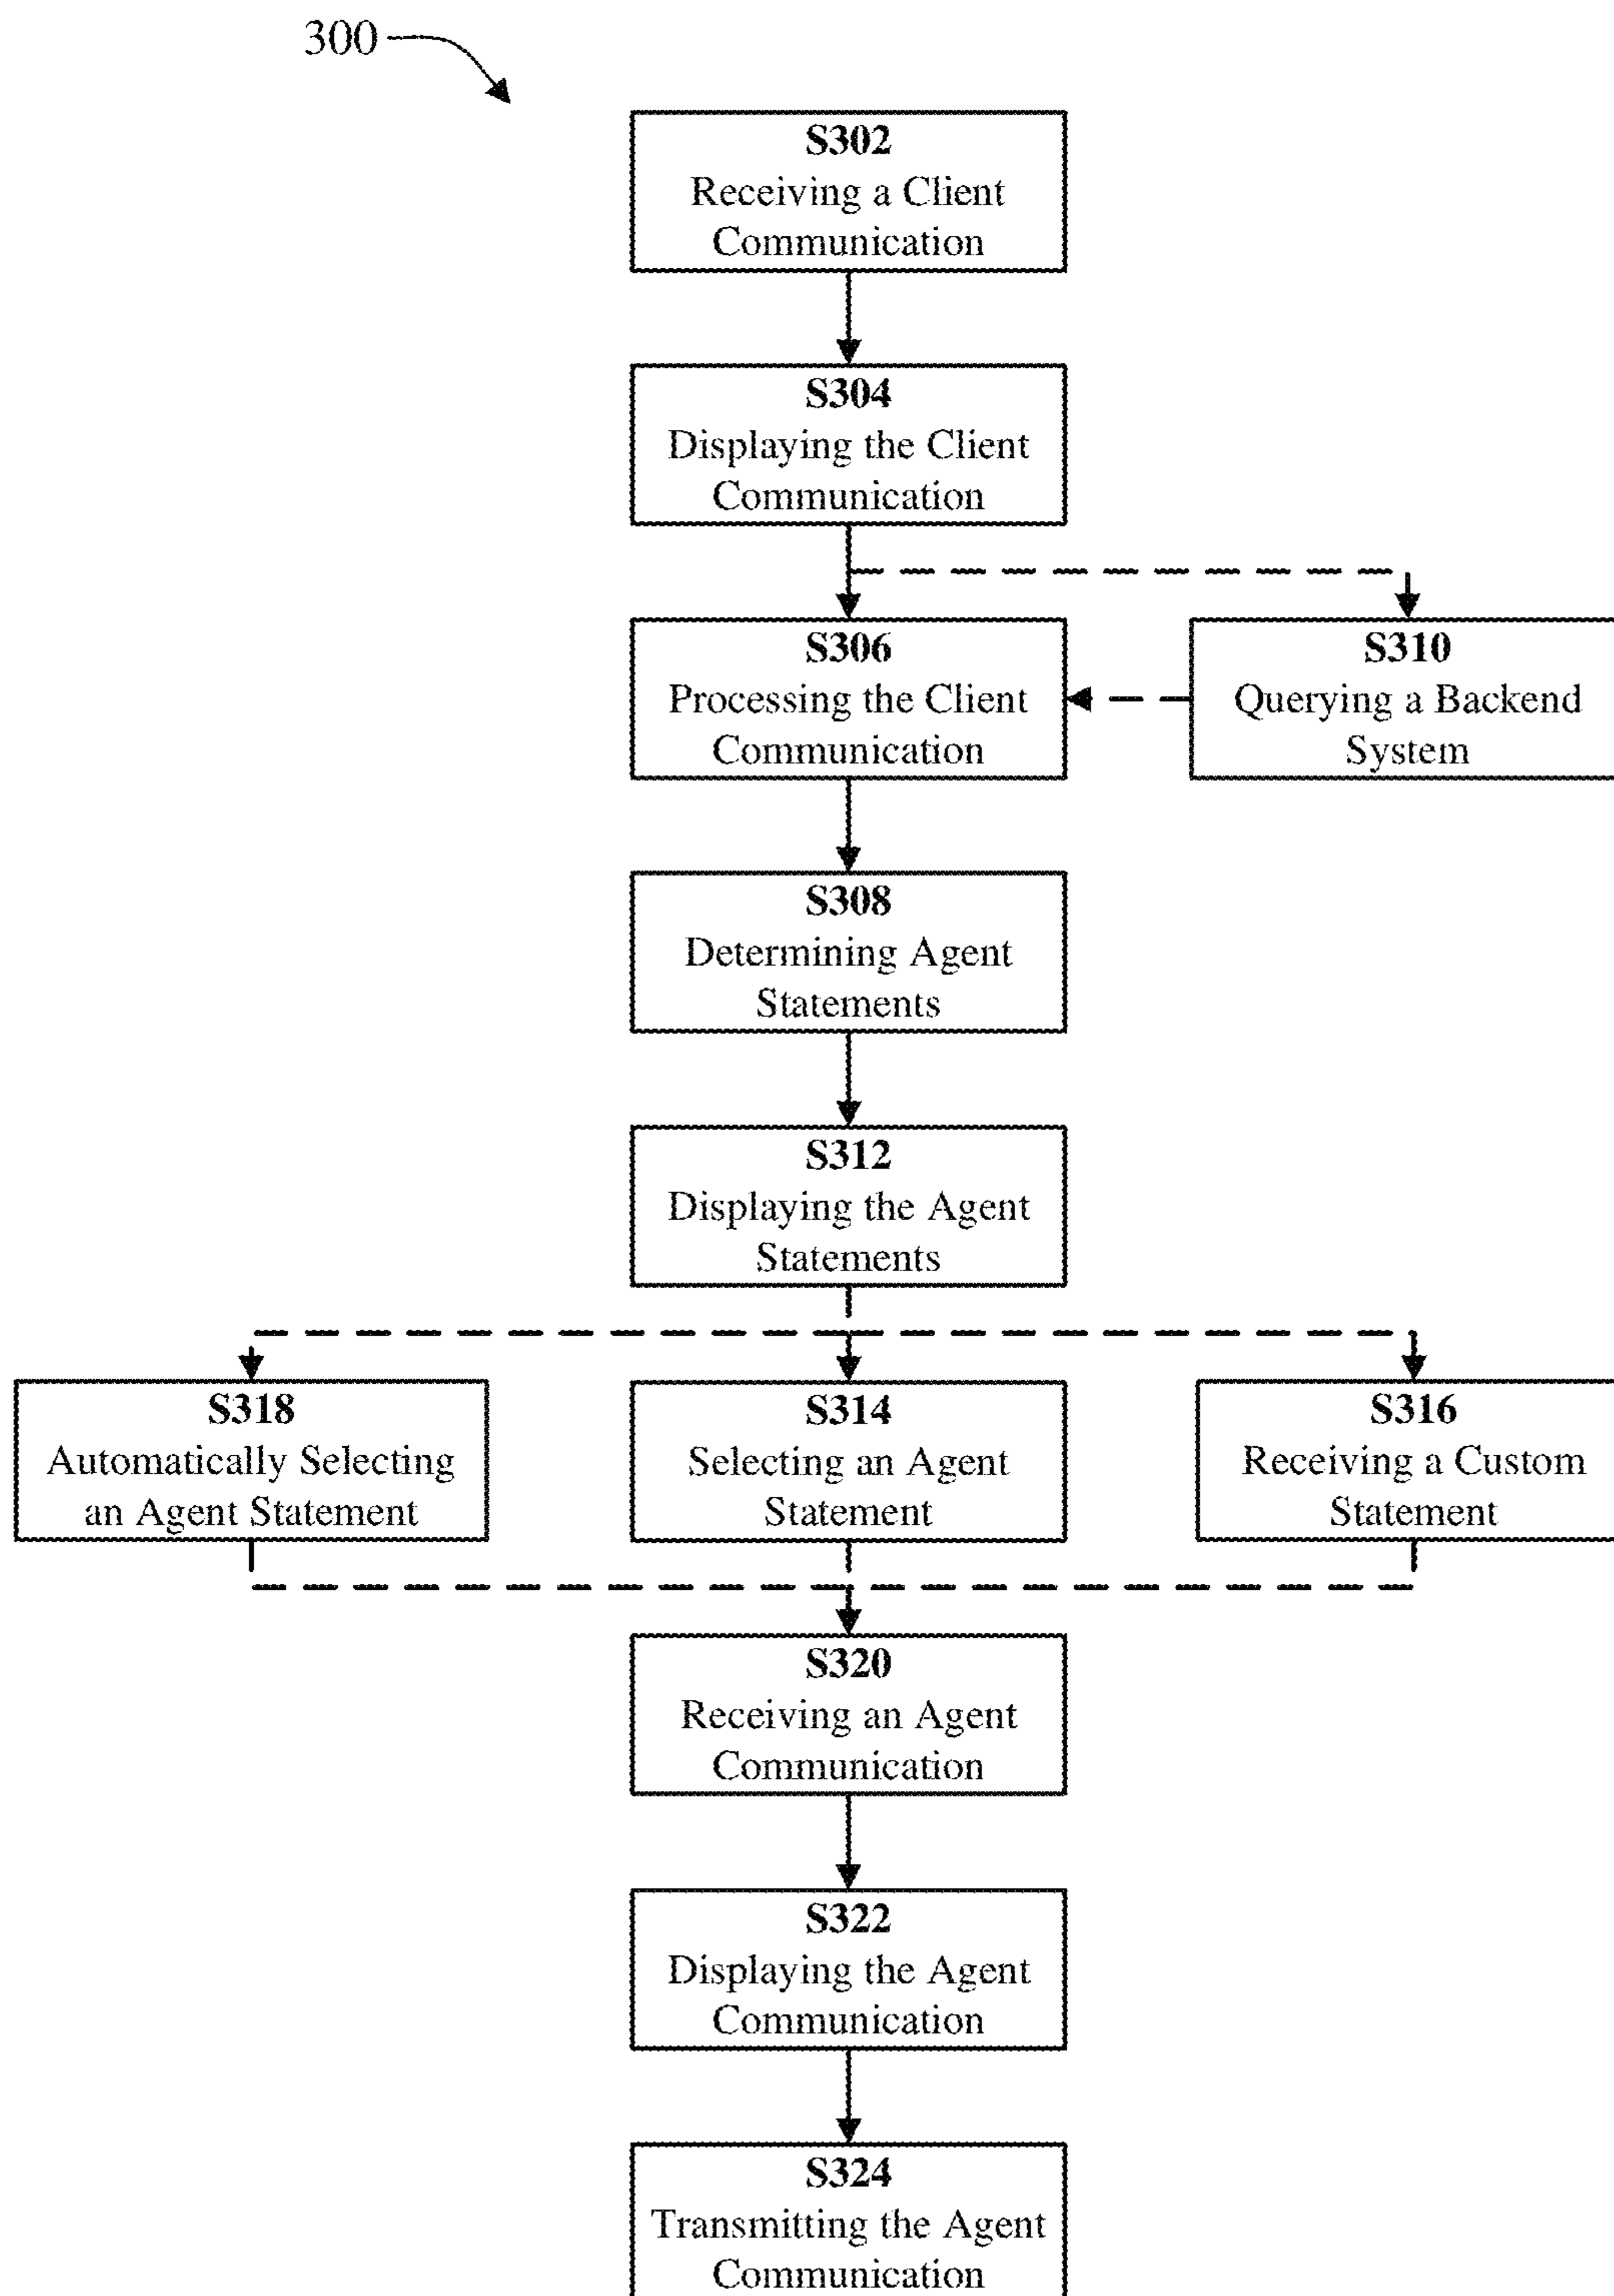 300
S302
Receiving a Client
Communication
S304
Displaying the Client
Communication
S306
Processing the Client
Communication
S310
Querying a Backend
System
S308
Determining Agent
Statements
S312
Displaying the Agent
Statements
S318
Automatically Selecting
an Agent Statement
S314
Selecting an Agent
Statement
S316
Receiving a Custom
Statement
S320
Receiving an Agent
Communication
S322
Displaying the Agent
Communication
S324
Transmitting the Agent
Communication